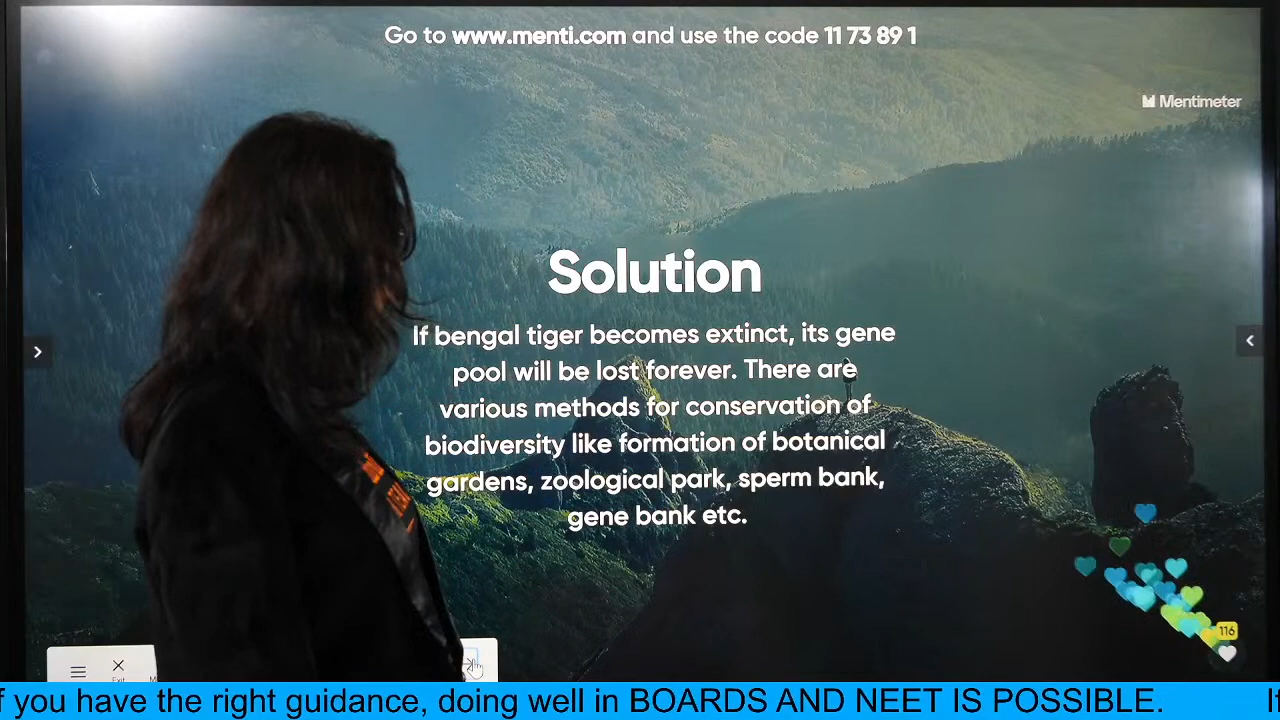 Go to www.menti.com and use the code 11 73 89 1
Mentimeter
Solution
If bengal tiger becomes extinct, its gene
pool will be lost forever. There are
various methods for conservation of
biodiversity like formation of botanical
gardens, zoological park, sperm bank,
gene bank etc.
116
Exit
f you have the right guidance, doing well in BOARDS AND NEET IS POSSIBLE.
If